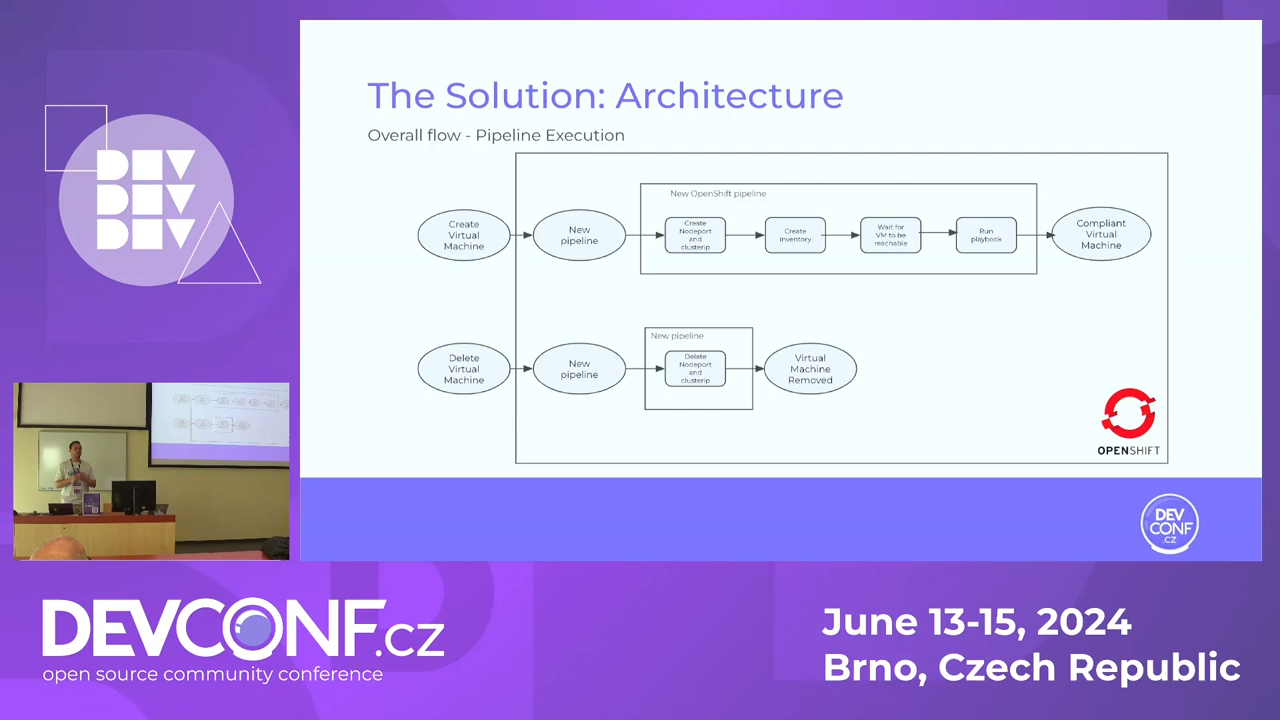 DEV
DEV
DEV
The Solution: Architecture
Overall flow - Pipeline Execution
New OpenShift pipeline
Create
Virtual
Machine
New
pipeline
Create
Nodeport
and
clusterip
Create
inventory
Wait for
VM to be
reachable
Run
playbook
Compliant
Virtual
Machine
New pipeline
Delete
Virtual
Machine
New
pipeline
Delete
Nodeport
and
clusterip
Virtual
Machine
Removed
OPENSHIFT
DEV
CONF
.CZ
DEVCONF.cz
open source community conference
June 13-15, 2024
Brno, Czech Republic